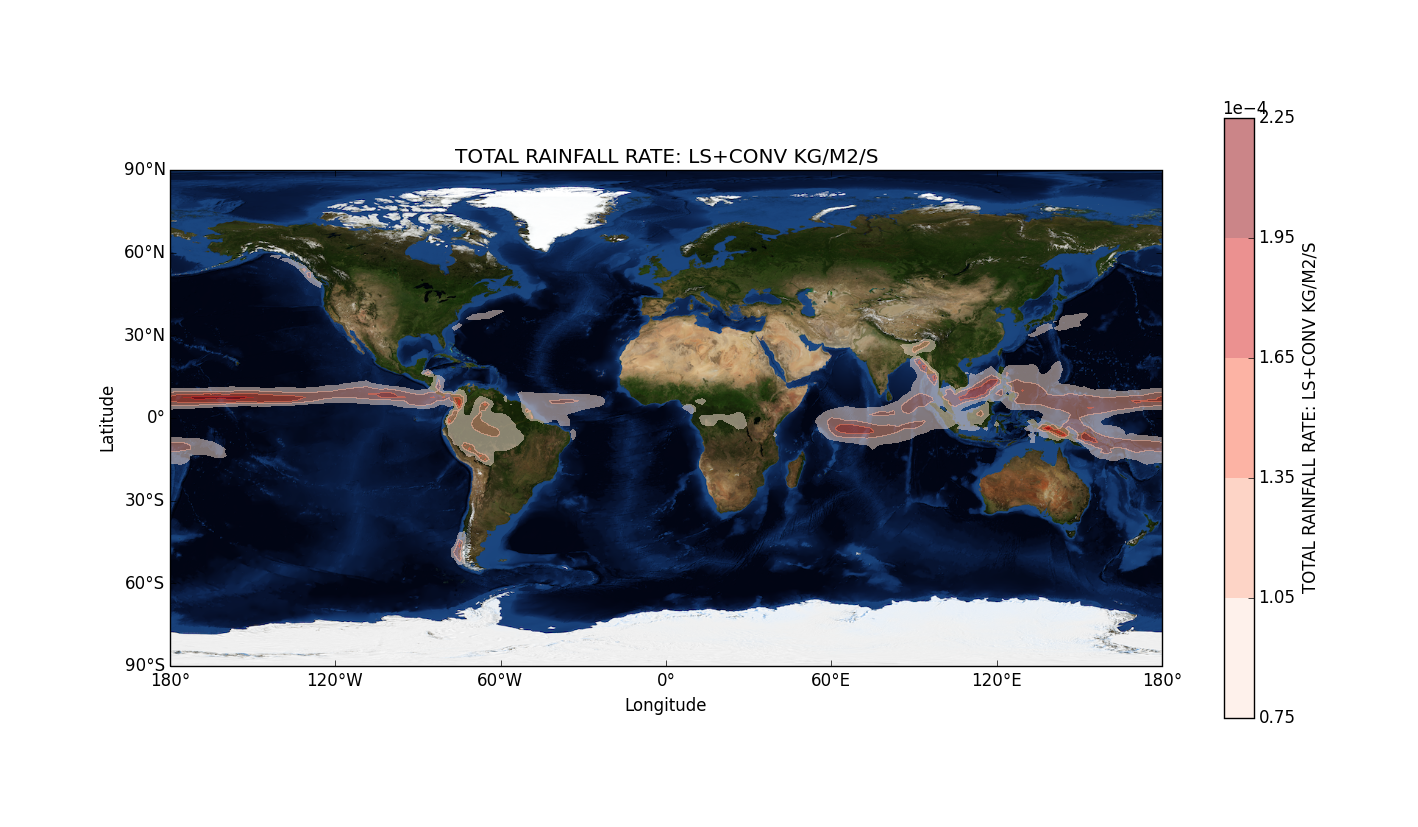 TOTAL RAINFALL RATE: LS+CONV KG/M2/S
90°N
60°N
30°N
0°
30°S
60°S
90°S
Latitude
180°
120°W
60°W
0°
60°E
120°E
180°
Longitude
1e−4
2.25
1.95
1.65
1.35
1.05
0.75
TOTAL RAINFALL RATE: LS+CONV KG/M2/S